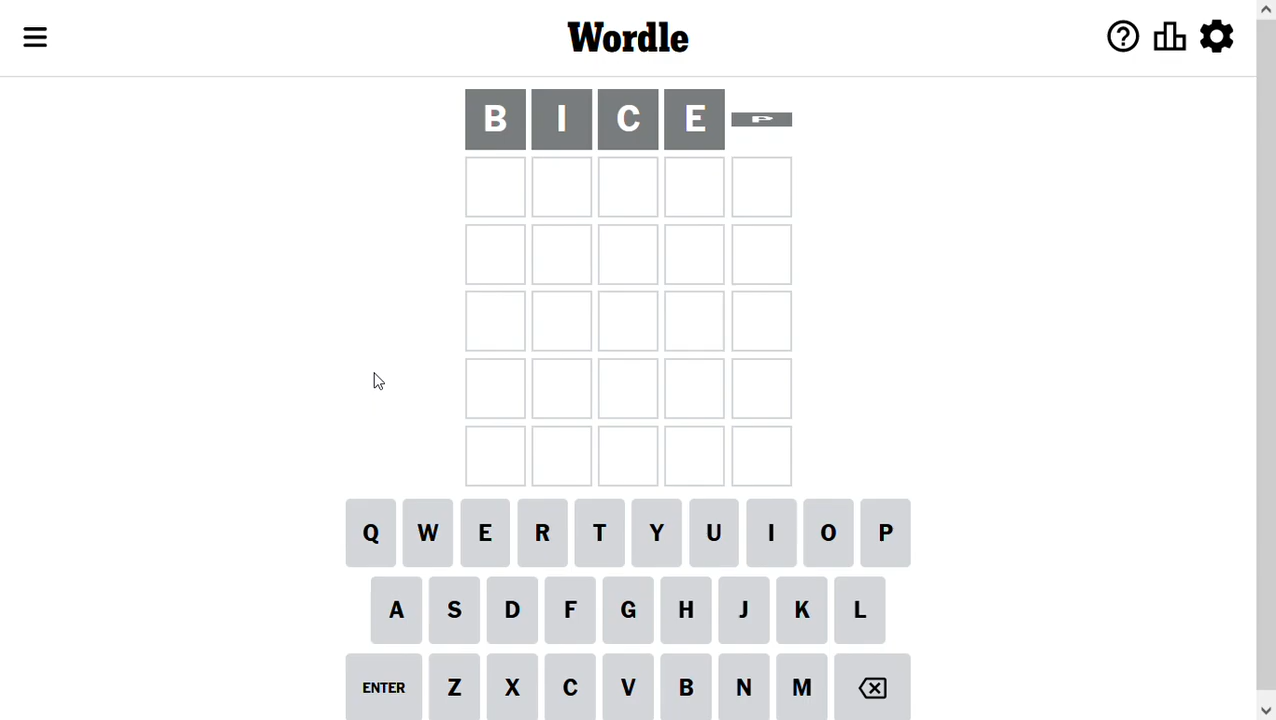 Wordle
B I C E P
Q W E R T Y U I O P
A S D F G H J K L
ENTER Z X C V B N M